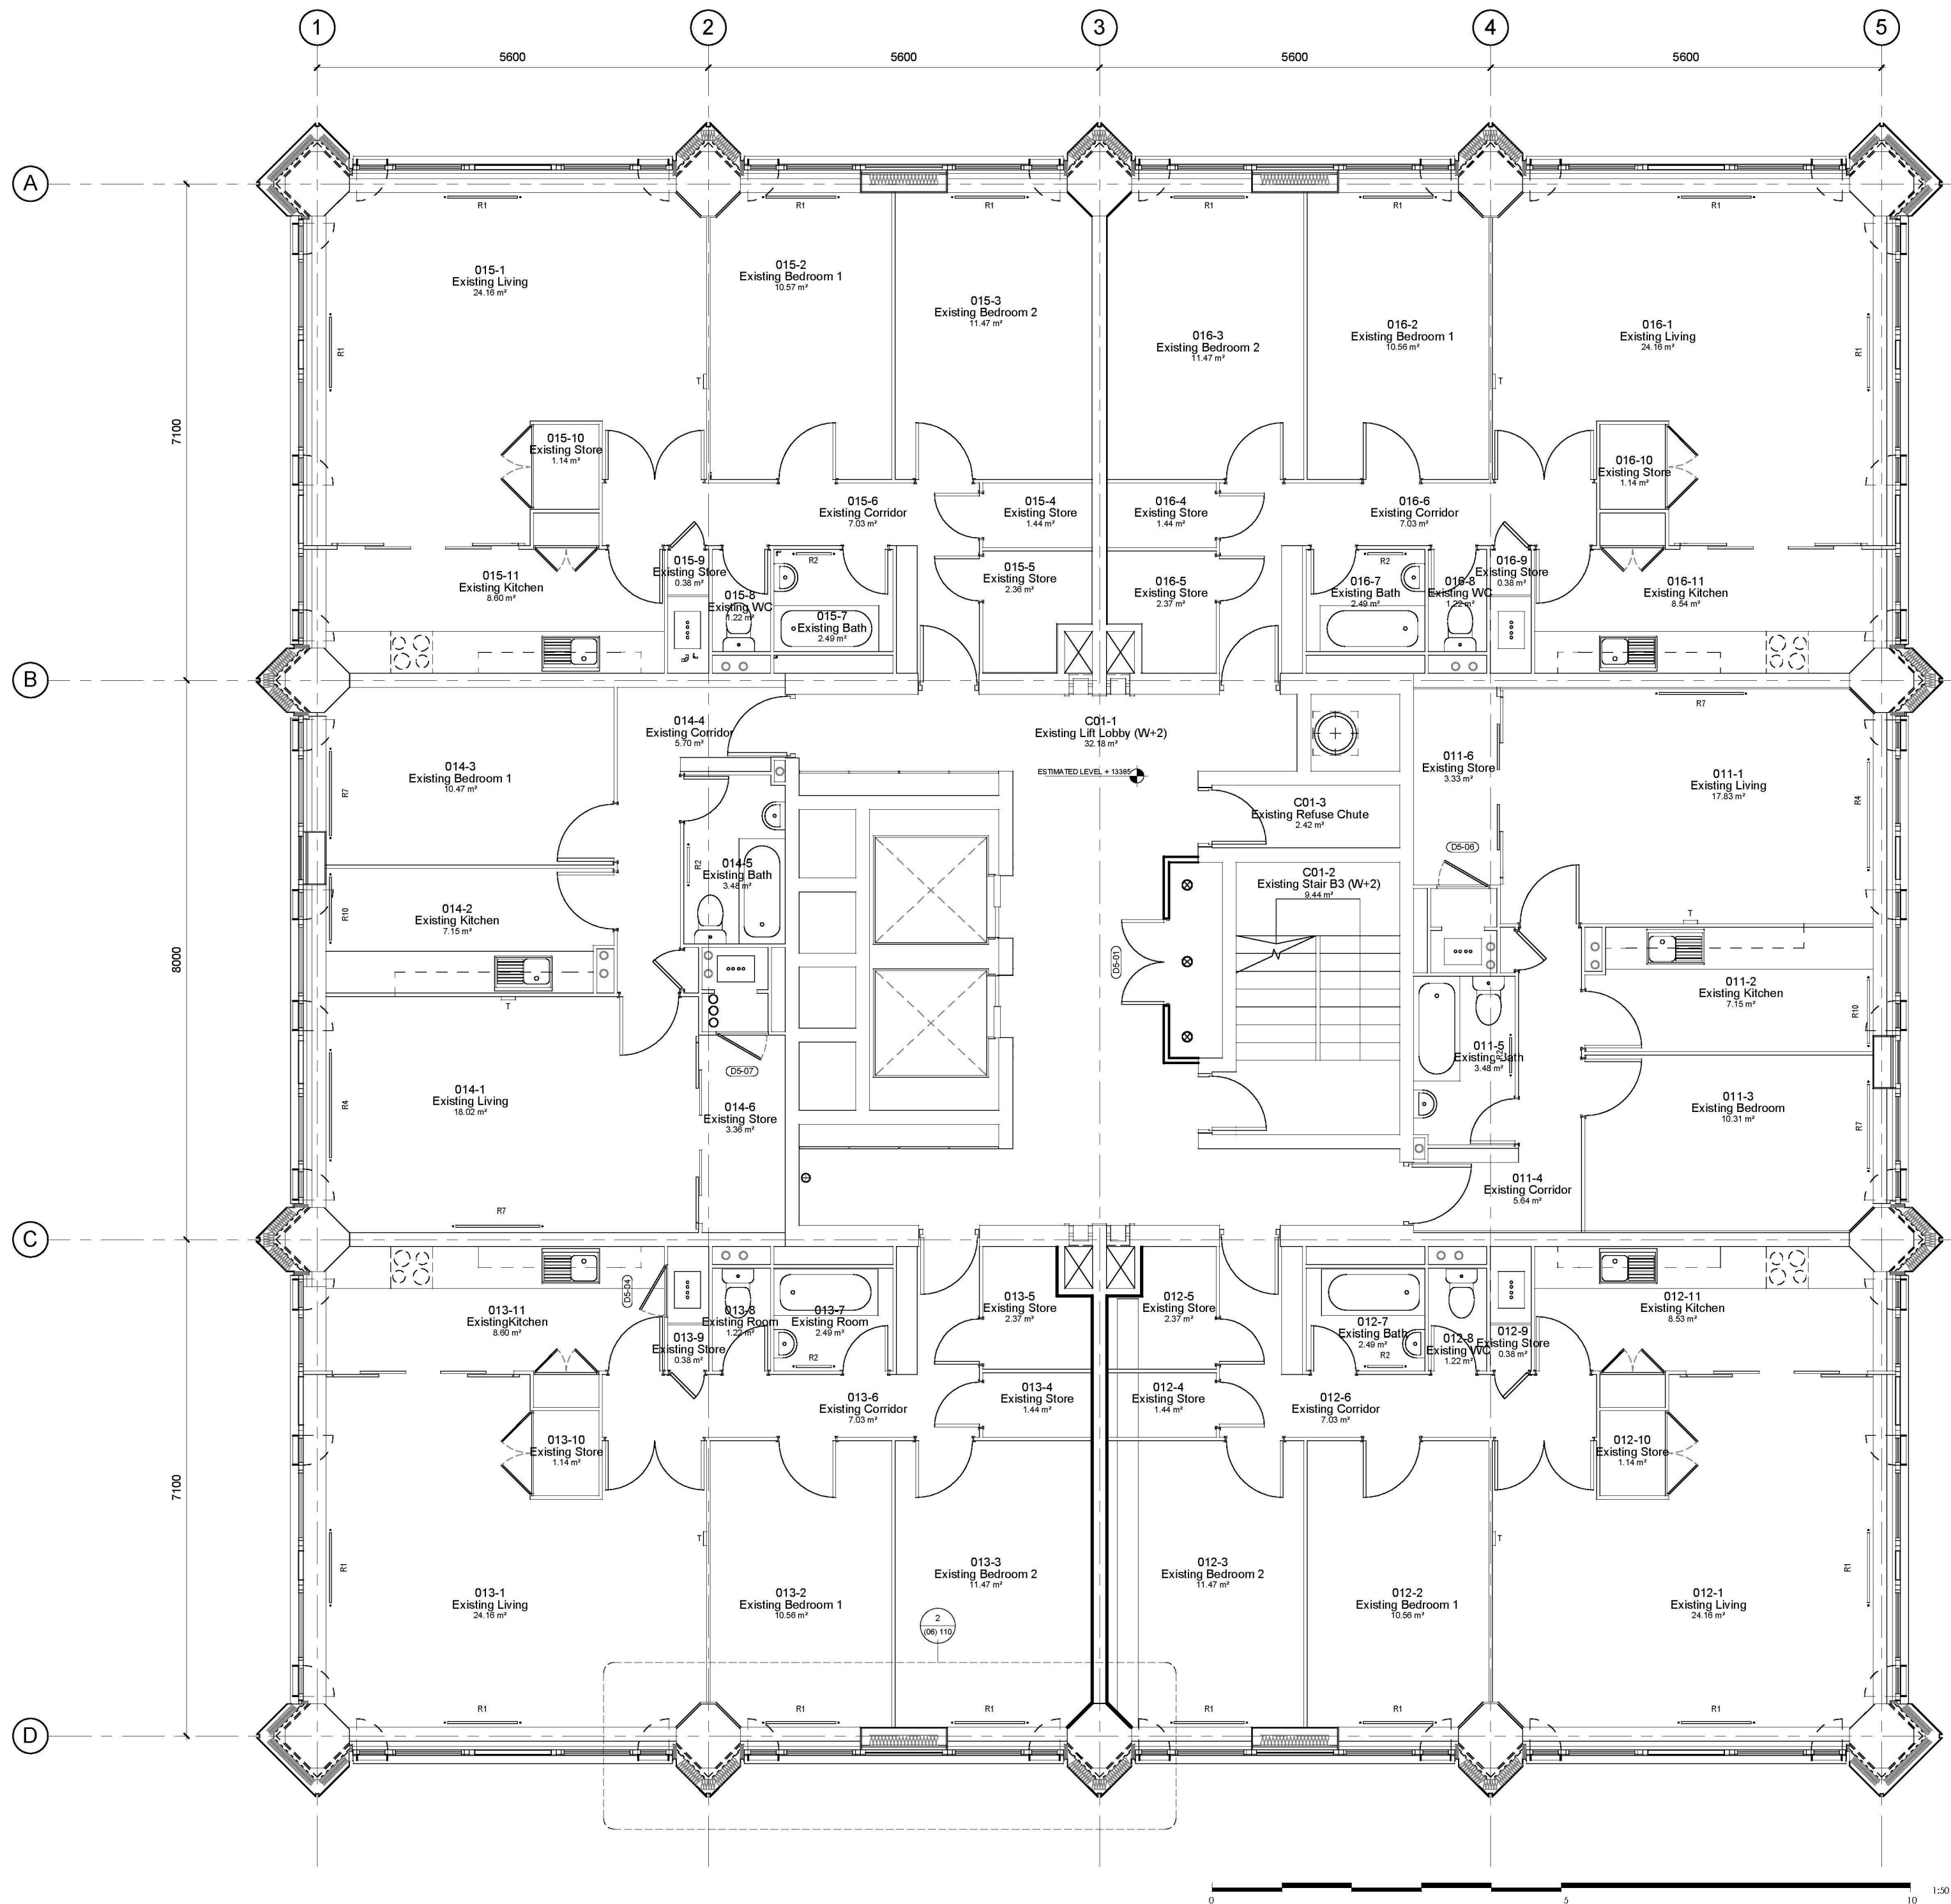 1
2
3
4
5
5600
5600
5600
5600
A
B
C
D
7100
8000
7100
R1
R1
R1
R1
R1
R1
015-1
Existing Living
24.16 m²
015-2
Existing Bedroom 1
10.57 m²
015-3
Existing Bedroom 2
11.47 m²
016-3
Existing Bedroom 2
11.47 m²
016-2
Existing Bedroom 1
10.56 m²
016-1
Existing Living
24.16 m²
R1
R1
T
T
015-10
Existing Store
1.14 m²
016-10
Existing Store
1.14 m²
015-6
Existing Corridor
7.03 m²
015-4
Existing Store
1.44 m²
016-4
Existing Store
1.44 m²
016-6
Existing Corridor
7.03 m²
015-11
Existing Kitchen
8.60 m²
015-9
Existing Store
0.38 m²
015-8
Existing WC
1.22 m²
R2
015-7
Existing Bath
2.49 m²
015-5
Existing Store
2.36 m²
016-5
Existing Store
2.37 m²
R2
016-7
Existing Bath
2.49 m²
016-8
Existing WC
1.22 m²
016-9
Existing Store
0.38 m²
016-11
Existing Kitchen
8.54 m²
014-4
Existing Corridor
5.70 m²
C01-1
Existing Lift Lobby (W+2)
32.18 m²
ESTIMATED LEVEL + 13385
R7
014-3
Existing Bedroom 1
10.47 m²
R7
011-6
Existing Store
3.33 m²
011-1
Existing Living
17.83 m²
R4
C01-3
Existing Refuse Chute
2.42 m²
D5-06
R2
014-5
Existing Bath
3.48 m²
C01-2
Existing Stair B3 (W+2)
9.44 m²
014-2
Existing Kitchen
7.15 m²
R10
T
T
D5-01
011-2
Existing Kitchen
7.15 m²
R10
D5-07
011-5
Existing Bath
3.48 m²
R2
014-1
Existing Living
18.02 m²
R4
014-6
Existing Store
3.36 m²
011-3
Existing Bedroom
10.31 m²
R7
R7
011-4
Existing Corridor
5.64 m²
D5-04
013-11
ExistingKitchen
8.60 m²
013-8
Existing Room
1.22 m²
013-7
Existing Room
2.49 m²
R2
013-9
Existing Store
0.38 m²
013-5
Existing Store
2.37 m²
012-5
Existing Store
2.37 m²
012-7
Existing Bath
2.49 m²
R2
012-8
Existing WC
1.22 m²
012-9
Existing Store
0.38 m²
012-11
Existing Kitchen
8.53 m²
013-6
Existing Corridor
7.03 m²
013-4
Existing Store
1.44 m²
012-4
Existing Store
1.44 m²
012-6
Existing Corridor
7.03 m²
013-10
Existing Store
1.14 m²
012-10
Existing Store
1.14 m²
T
T
R1
R1
013-1
Existing Living
24.16 m²
013-2
Existing Bedroom 1
10.56 m²
013-3
Existing Bedroom 2
11.47 m²
012-3
Existing Bedroom 2
11.47 m²
012-2
Existing Bedroom 1
10.56 m²
012-1
Existing Living
24.16 m²
2
(06) 110
R1
R1
R1
R1
R1
R1
0
5
10
1:50